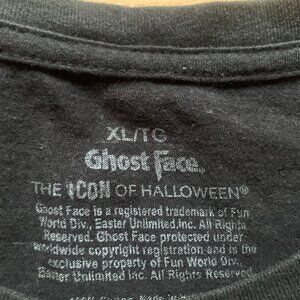 XL/TG
Ghost Face®
THE ICON OF HALLOWEEN®
Ghost Face is a registered trademark of Fun
World Div., Easter Unlimited Inc. All Rights
Reserved. Ghost Face protected under
worldwide copyright registration and is the
exclusive property of Fun World Div.
Easter Unlimited Inc. All Rights Reserved.